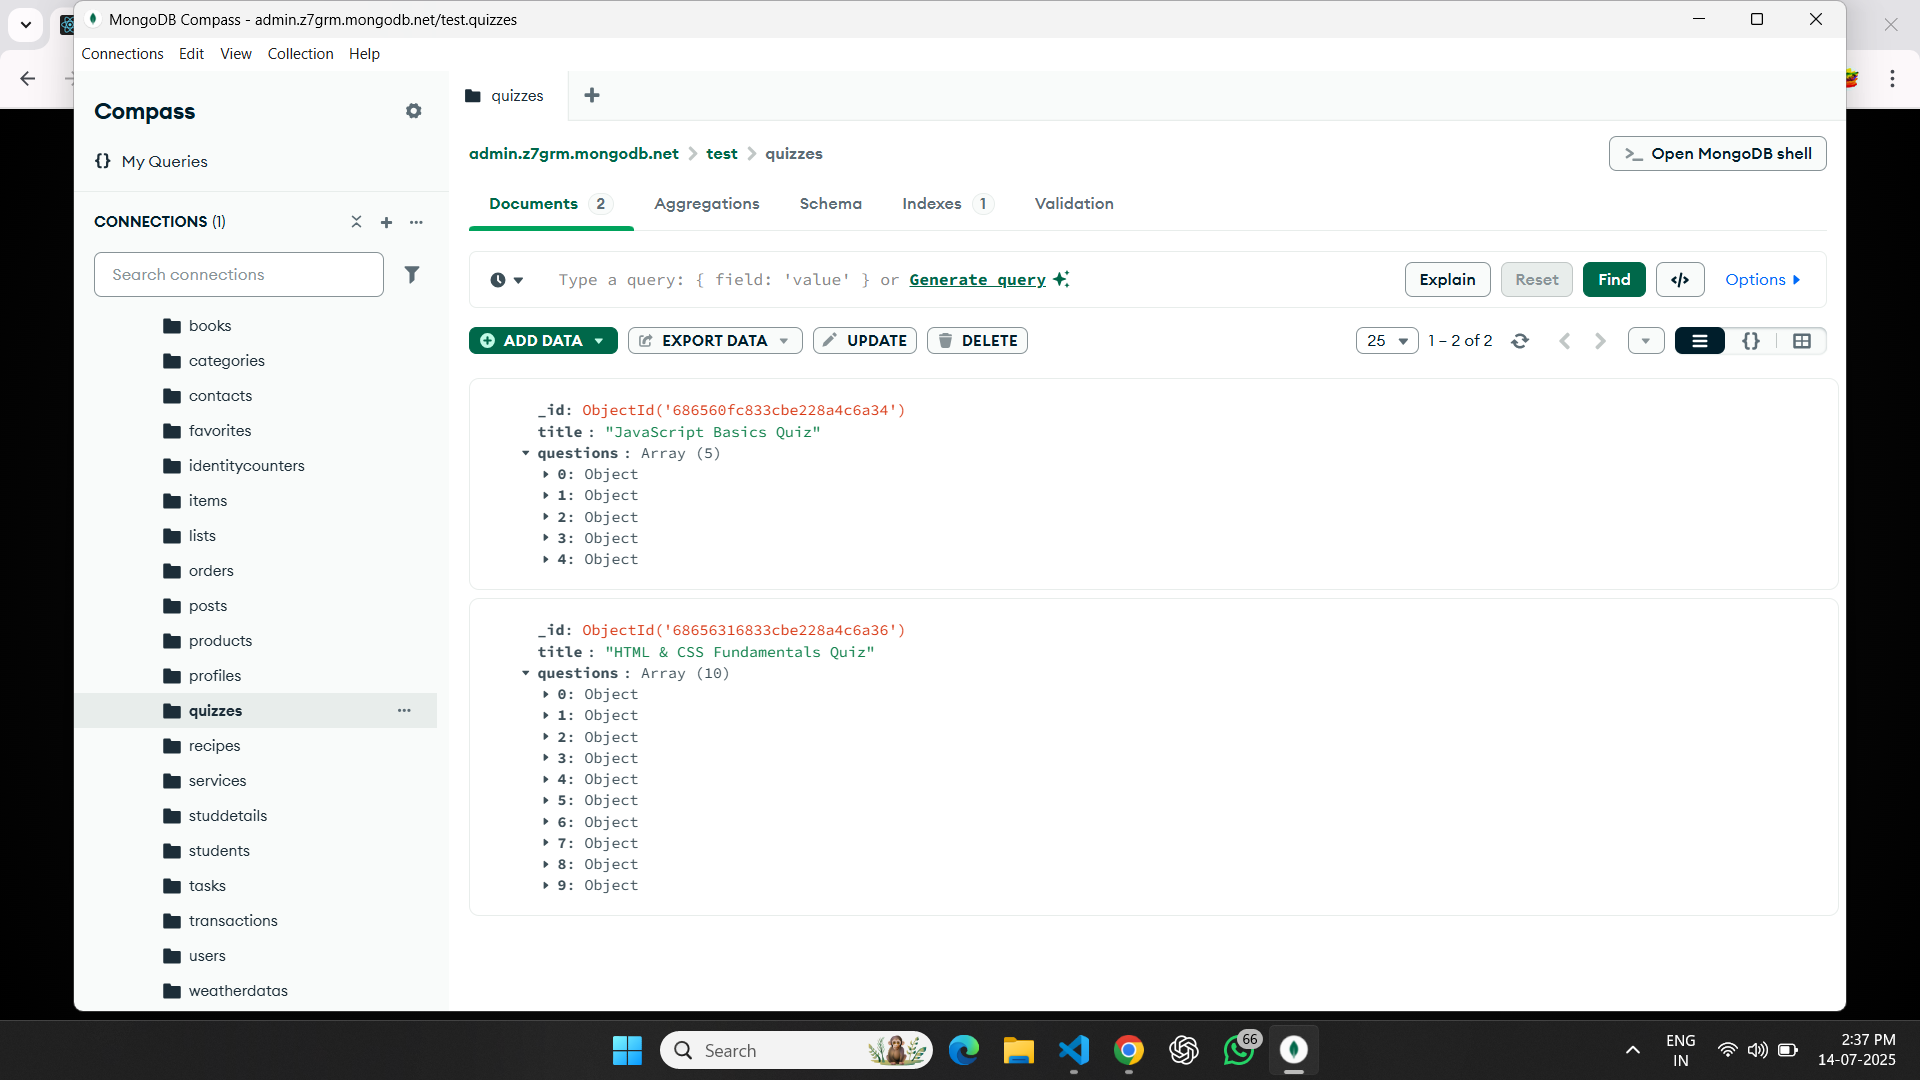 MongoDB Compass - admin.z7grm.mongodb.net/test.quizzes
Connections Edit View Collection Help
Compass
My Queries
CONNECTIONS (1)
Search connections
books
categories
contacts
favorites
identitycounters
items
lists
orders
posts
products
profiles
quizzes
recipes
services
studdetails
students
tasks
transactions
users
weatherdatas
quizzes
admin.z7grm.mongodb.net > test > quizzes
>_ Open MongoDB shell
Documents 2 Aggregations Schema Indexes 1 Validation
Type a query: { field: 'value' } or Generate query
Explain Reset Find </> Options
ADD DATA EXPORT DATA UPDATE DELETE
25 1 – 2 of 2 {}
_id: ObjectId('686560fc833cbe228a4c6a34')
title : "JavaScript Basics Quiz"
questions : Array (5)
0: Object
1: Object
2: Object
3: Object
4: Object
_id: ObjectId('68656316833cbe228a4c6a36')
title : "HTML & CSS Fundamentals Quiz"
questions : Array (10)
0: Object
1: Object
2: Object
3: Object
4: Object
5: Object
6: Object
7: Object
8: Object
9: Object
Search
66
ENG
IN
2:37 PM
14-07-2025